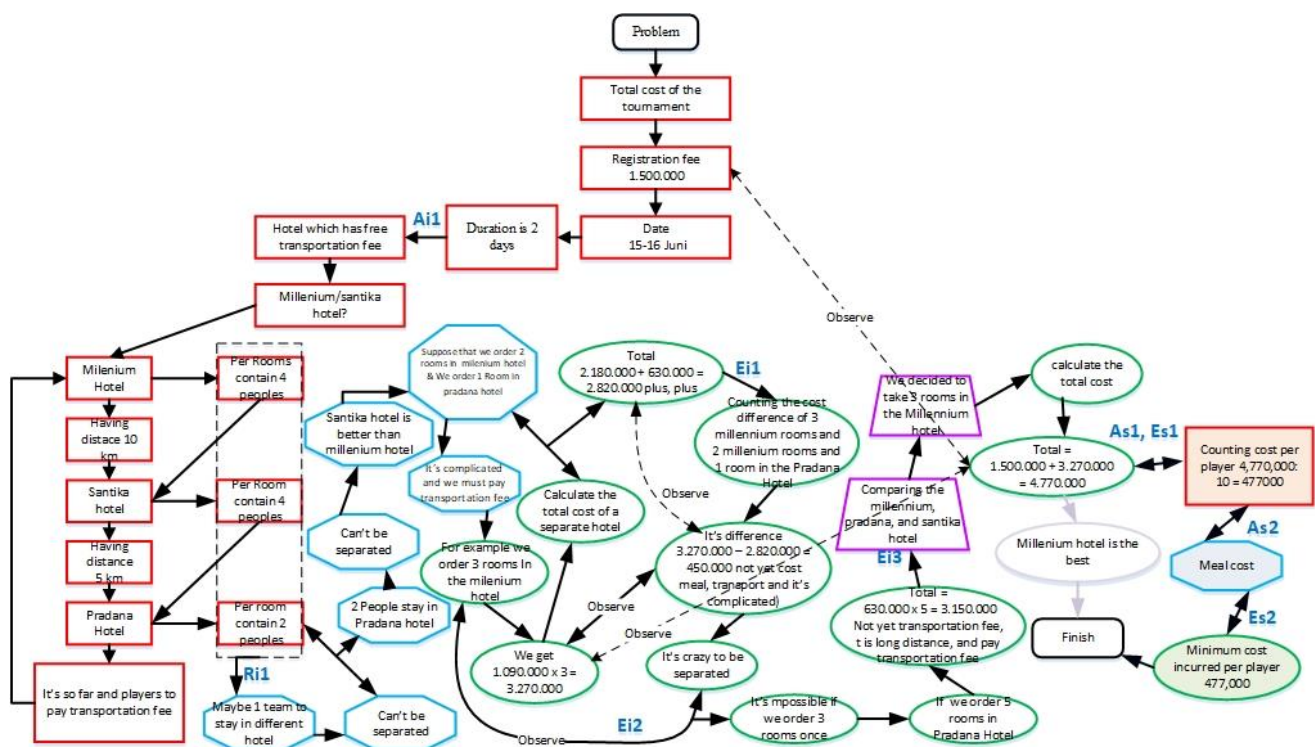 Problem
Total cost of the
tournament
Registration fee
1.500.000
Date
15-16 Juni
Duration is 2
days
Ai1
Hotel which has free
transportation fee
Millenium/santika
hotel?
Milenium
Hotel
Having distace 10
km
Santika
hotel
Having
distance
5 km
Pradana
Hotel
It's so far and players to
pay transportation fee
Per Rooms
contain 4
peoples
Per Room
contain 4
peoples
Per room
contain 2
peoples
Ri1
Maybe 1 team to
stay in different
hotel
Can't be
separated
2 People stay in
Pradana hotel
Can't be
separated
Santika hotel is
better than
millenium hotel
Suppose that we order 2
rooms in milenium hotel
& We order 1 Room in
pradana hotel
It's complicated
and we must pay
transportation fee
For example we
order 3 rooms In
the milenium
hotel
We get
1.090.000 x 3=
3.270.000
Calculate the
total cost of a
separate hotel
Total
2.180.000 + 630.000 =
2.820.000 plus, plus
Ei1
Counting the cost
difference of 3
millennium rooms and
2 millenium rooms and
1 room in the Pradana
Hotel
Observe
It's difference
3.270.000 – 2.820.000 =
450.000 not yet cost
meal, transport and it's
complicated)
Observe
Observe
It's crazy to be
separated
Observe
Ei2
It's mpossible if
we order 3
rooms once
If we order 5
rooms in
Pradana Hotel
Total =
630.000 x 5 = 3.150.000
Not yet transportation fee,
t is long distance, and pay
transportation fee
Ei3
Comparing the
millennium,
pradana, and santika
hotel
We decided to
take 3 rooms in
the Millennium
hotel
calculate the
total cost
Observe
Total =
1.500.000 + 3.270.000
= 4.770.000
As1, Es1
Counting cost per
player 4,770,000:
10 = 477000
As2
Meal cost
Es2
Minimum cost
incurred per player
477,000
Millenium hotel is the
best
Finish